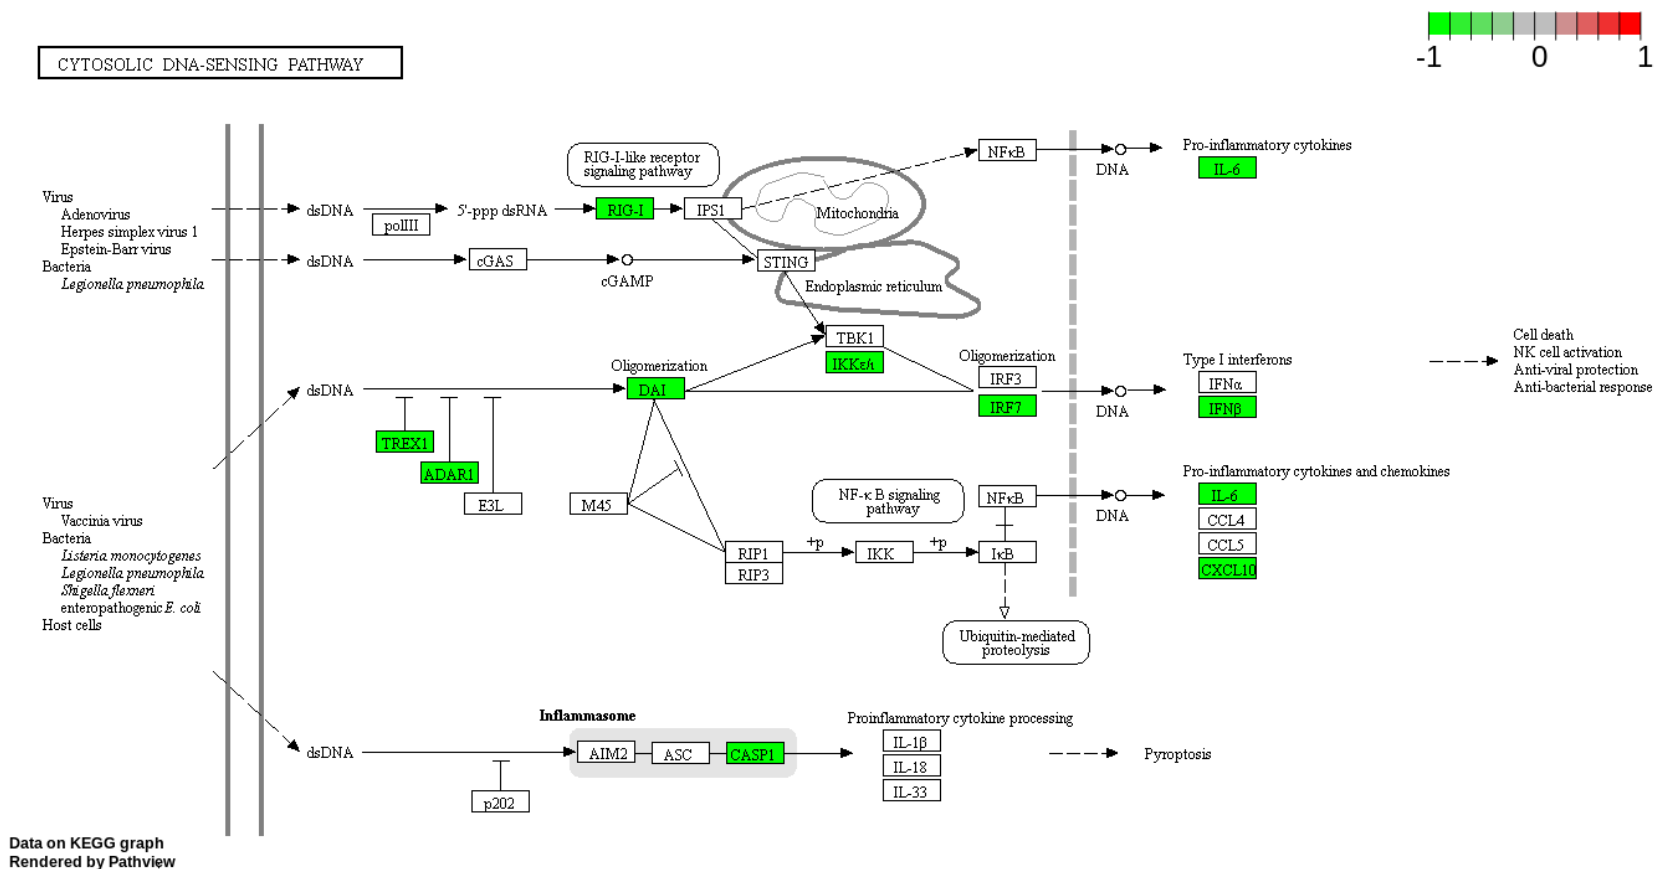 -1 0 1
CYTOSOLIC DNA-SENSING PATHWAY
RIG-I-like receptor
signaling pathway
NFκB
DNA
Pro-inflammatory cytokines
IL-6
Virus
Adenovirus
Herpes simplex virus 1
Epstein-Barr virus
Bacteria
Legionella pneumophila
dsDNA
polIII
5'-ppp dsRNA
RIG-I
IPS1
Mitochondria
dsDNA
cGAS
cGAMP
STING
Endoplasmic reticulum
TBK1
IKKε/ι
Oligomerization
dsDNA
DAI
Oligomerization
IRF3
IRF7
DNA
Type I interferons
IFNα
IFNβ
Cell death
NK cell activation
Anti-viral protection
Anti-bacterial response
TREX1
ADAR1
E3L
M45
NF-κ B signaling
pathway
NFκB
DNA
Pro-inflammatory cytokines and chemokines
IL-6
CCL4
CCL5
CXCL10
Virus
Vaccinia virus
Bacteria
Listeria monocytogenes
Legionella pneumophila
Shigella flexneri
enteropathogenic E. coli
Host cells
RIP1
RIP3
+p
IKK
+p
IκB
Ubiquitin-mediated
proteolysis
Inflammasome
dsDNA
AIM2
ASC
CASP1
p202
Proinflammatory cytokine processing
IL-1β
IL-18
IL-33
Pyroptosis
Data on KEGG graph
Rendered by Pathview